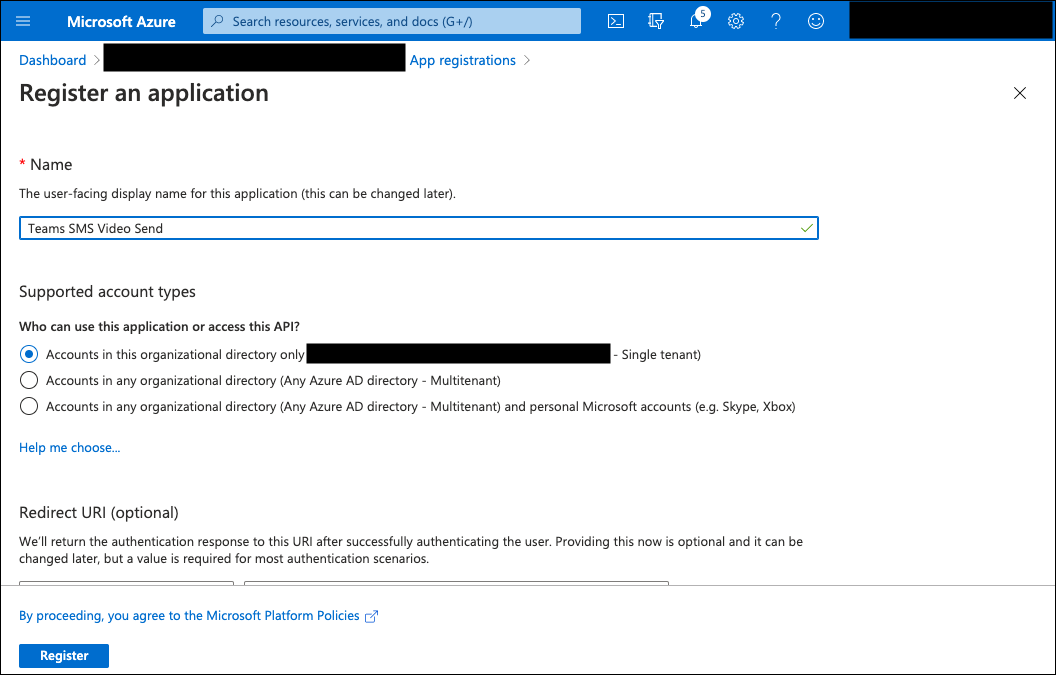 Microsoft Azure
Search resources, services, and docs (G+/)
5
Dashboard
App registrations
Register an application
* Name
The user-facing display name for this application (this can be changed later).
Teams SMS Video Send
Supported account types
Who can use this application or access this API?
Accounts in this organizational directory only - Single tenant)
Accounts in any organizational directory (Any Azure AD directory - Multitenant)
Accounts in any organizational directory (Any Azure AD directory - Multitenant) and personal Microsoft accounts (e.g. Skype, Xbox)
Help me choose...
Redirect URI (optional)
We'll return the authentication response to this URI after successfully authenticating the user. Providing this now is optional and it can be
changed later, but a value is required for most authentication scenarios.
By proceeding, you agree to the Microsoft Platform Policies
Register